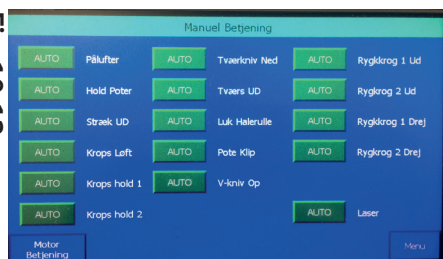 Manuel Betjening
AUTO Pålufter AUTO Tværkniv Ned AUTO Rygkkrog 1 Ud
AUTO Hold Poter AUTO Tværs UD AUTO Rygkrog 2 Ud
AUTO Stræk UD AUTO Luk Halerulle AUTO Rygkkrog 1 Drej
AUTO Krops Løft AUTO Pote Klip AUTO Rygkrog 2 Drej
AUTO Krops hold 1 AUTO V-kniv Op
AUTO Krops hold 2 AUTO Laser
Motor
Betjening
Menu